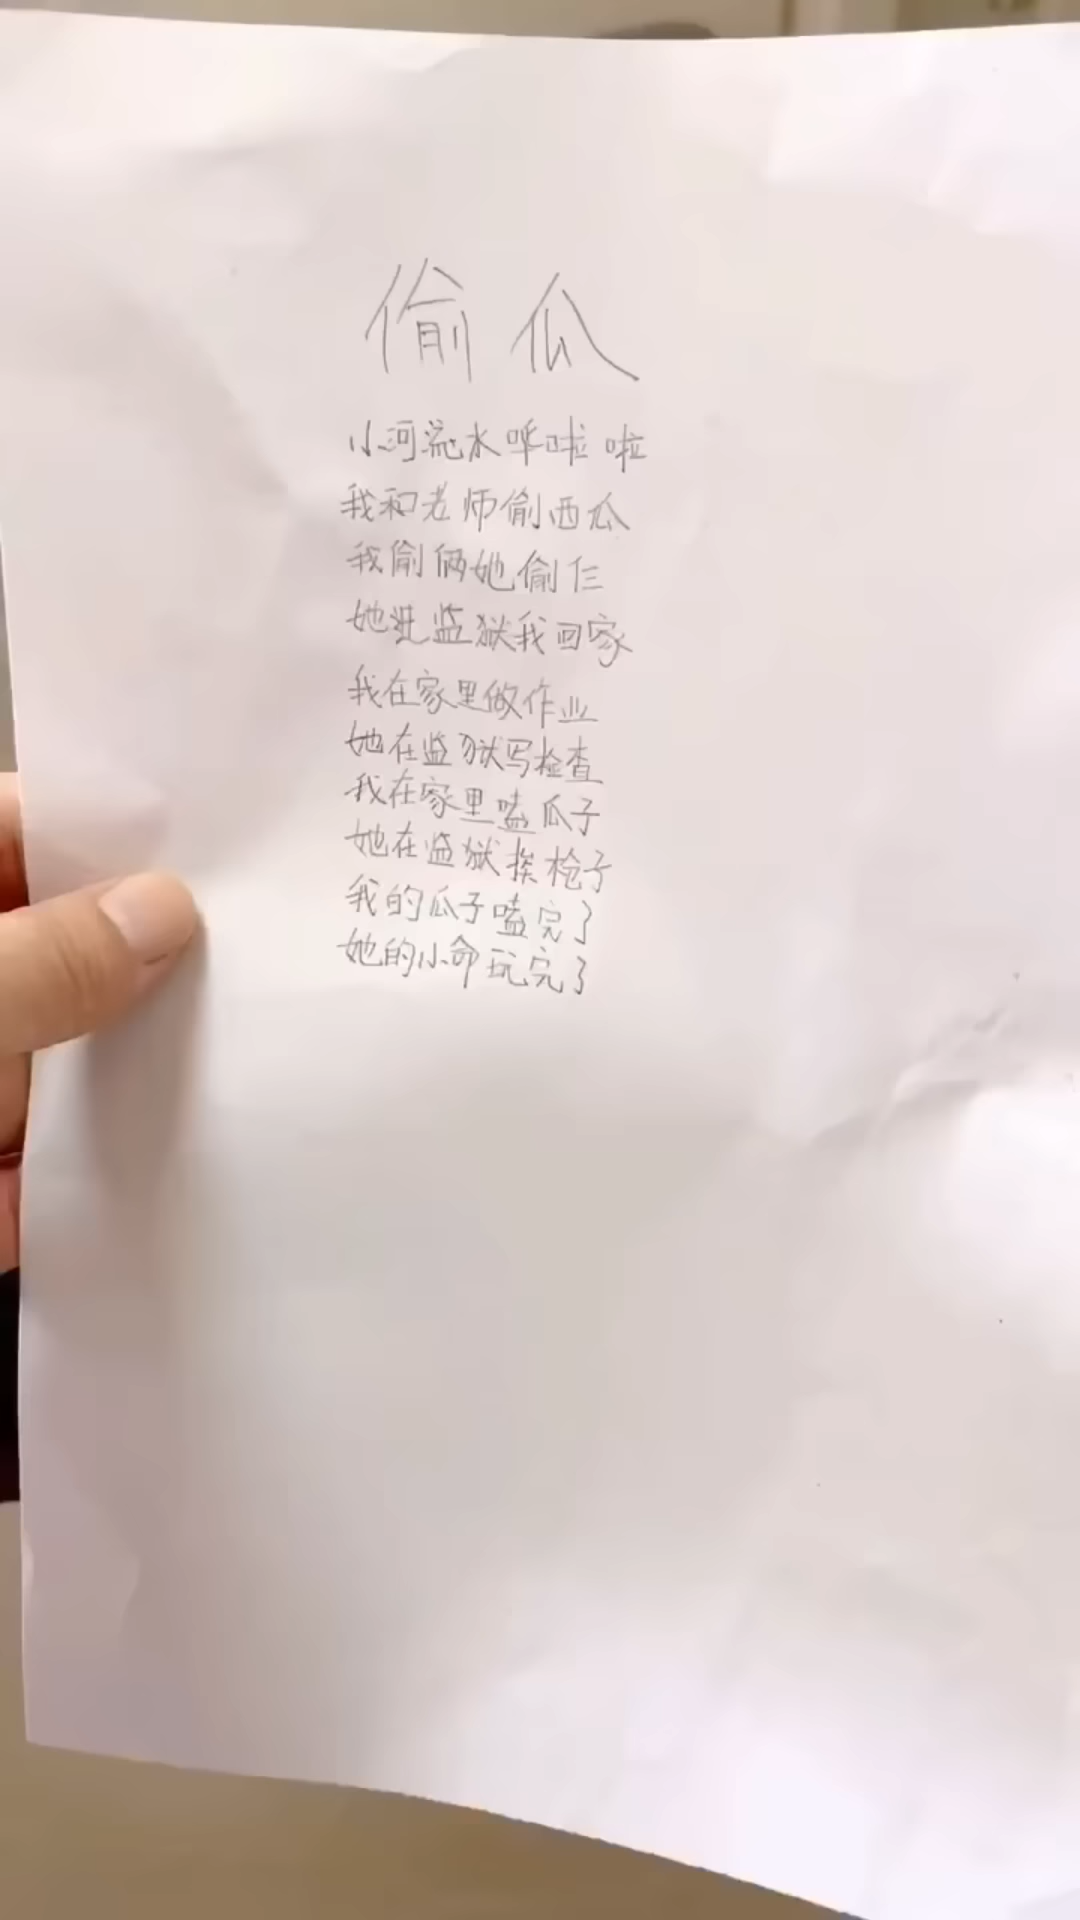 偷瓜
小河流水哗啦啦
我和老师偷西瓜
我偷俩她偷仨
她进监狱我回家
我在家里做作业
她在监狱写检查
我在家里嗑瓜子
她在监狱挨枪子
我的瓜子嗑完了
她的小命玩完了